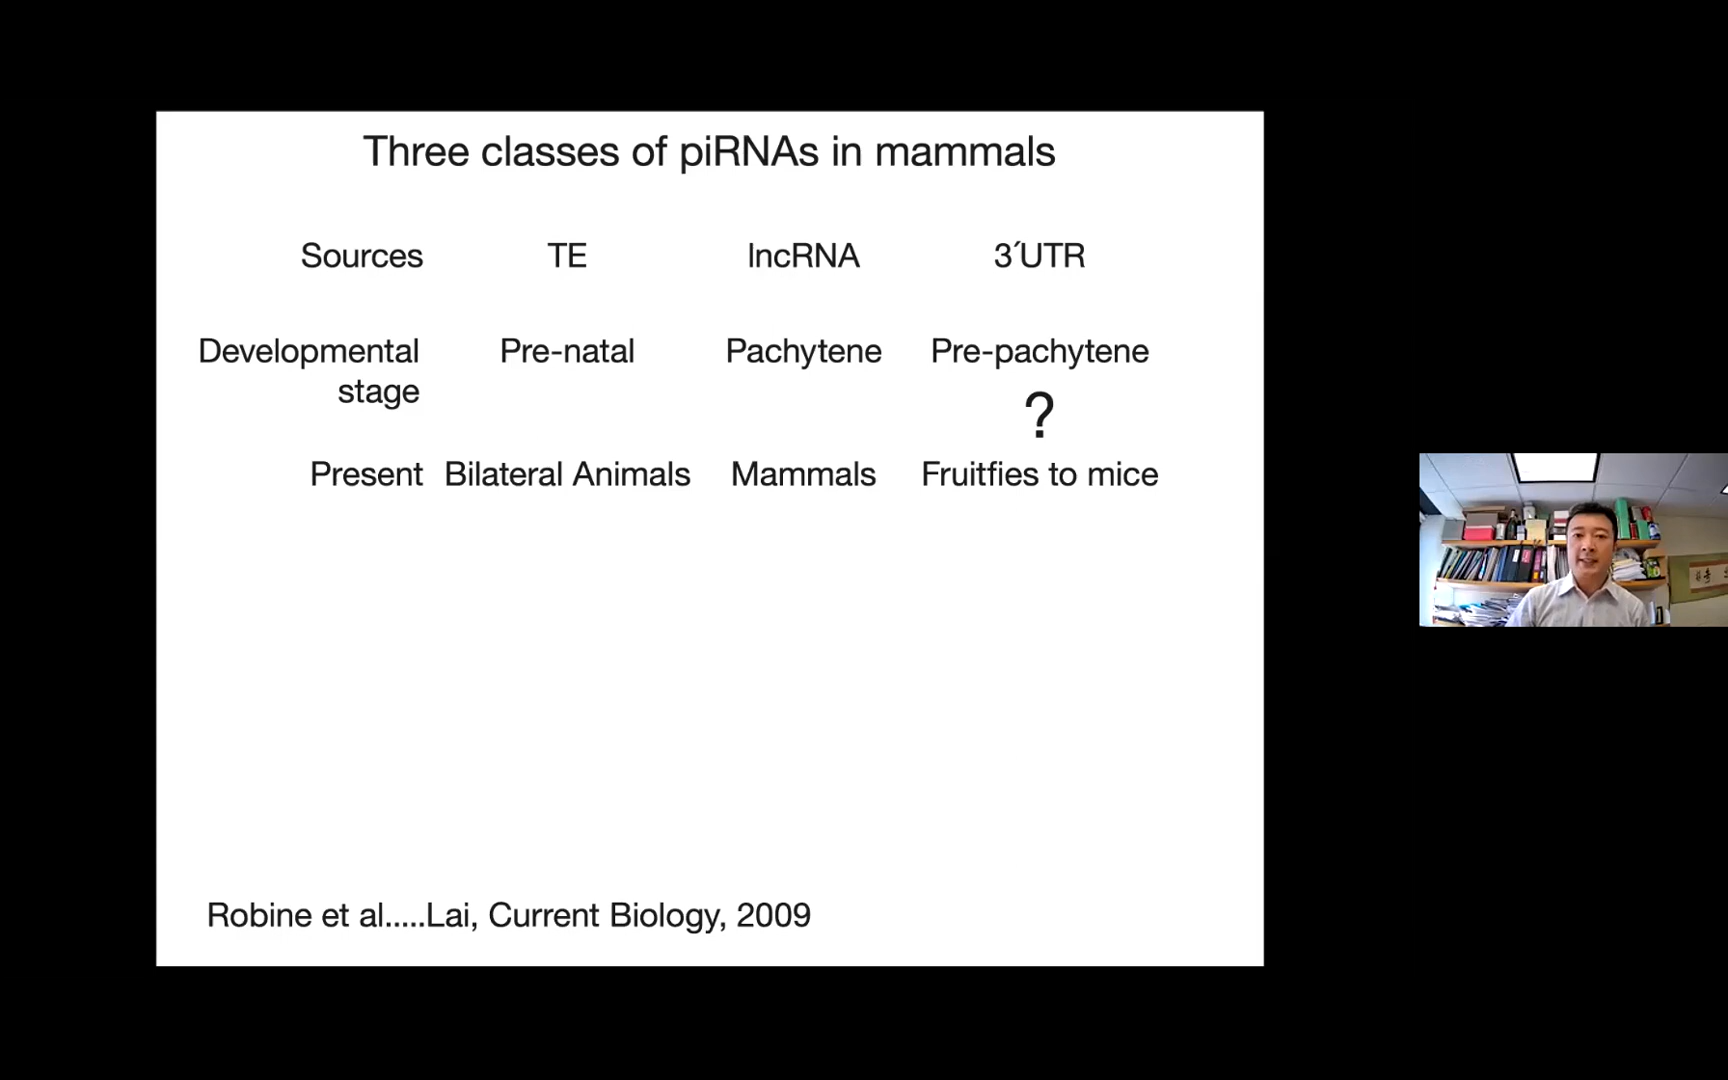 Three classes of piRNAs in mammals
Sources TE lncRNA 3´UTR
Developmental stage Pre-natal Pachytene Pre-pachytene
?
Present Bilateral Animals Mammals Fruitfies to mice
Robine et al.....Lai, Current Biology, 2009